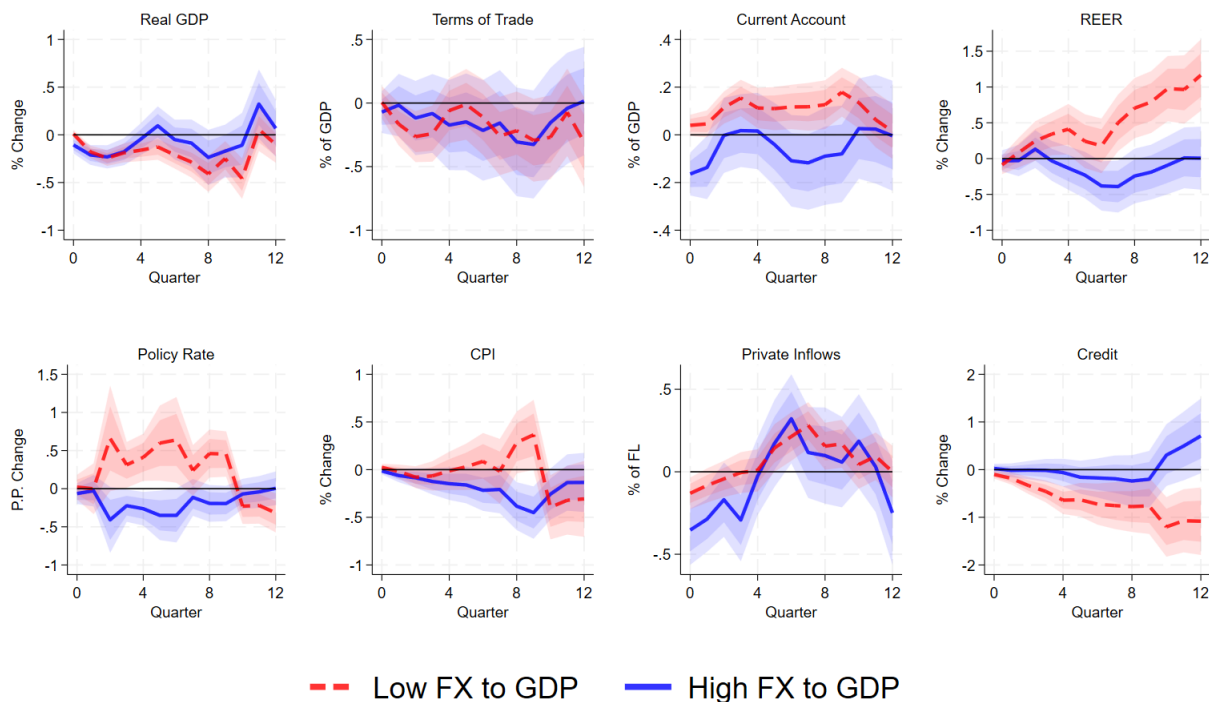 Real GDP
% Change
1
.5
0
-.5
-1
0 4 8 12
Quarter
Terms of Trade
% of GDP
.5
0
-.5
-1
0 4 8 12
Quarter
Current Account
% of GDP
.4
.2
0
-.2
-.4
0 4 8 12
Quarter
REER
% Change
1.5
1
.5
0
-.5
-1
0 4 8 12
Quarter
Policy Rate
P.P. Change
1.5
1
.5
0
-.5
-1
0 4 8 12
Quarter
CPI
% Change
1
.5
0
-.5
-1
0 4 8 12
Quarter
Private Inflows
% of FL
.5
0
-.5
0 4 8 12
Quarter
Credit
% Change
2
1
0
-1
-2
0 4 8 12
Quarter
Low FX to GDP
High FX to GDP